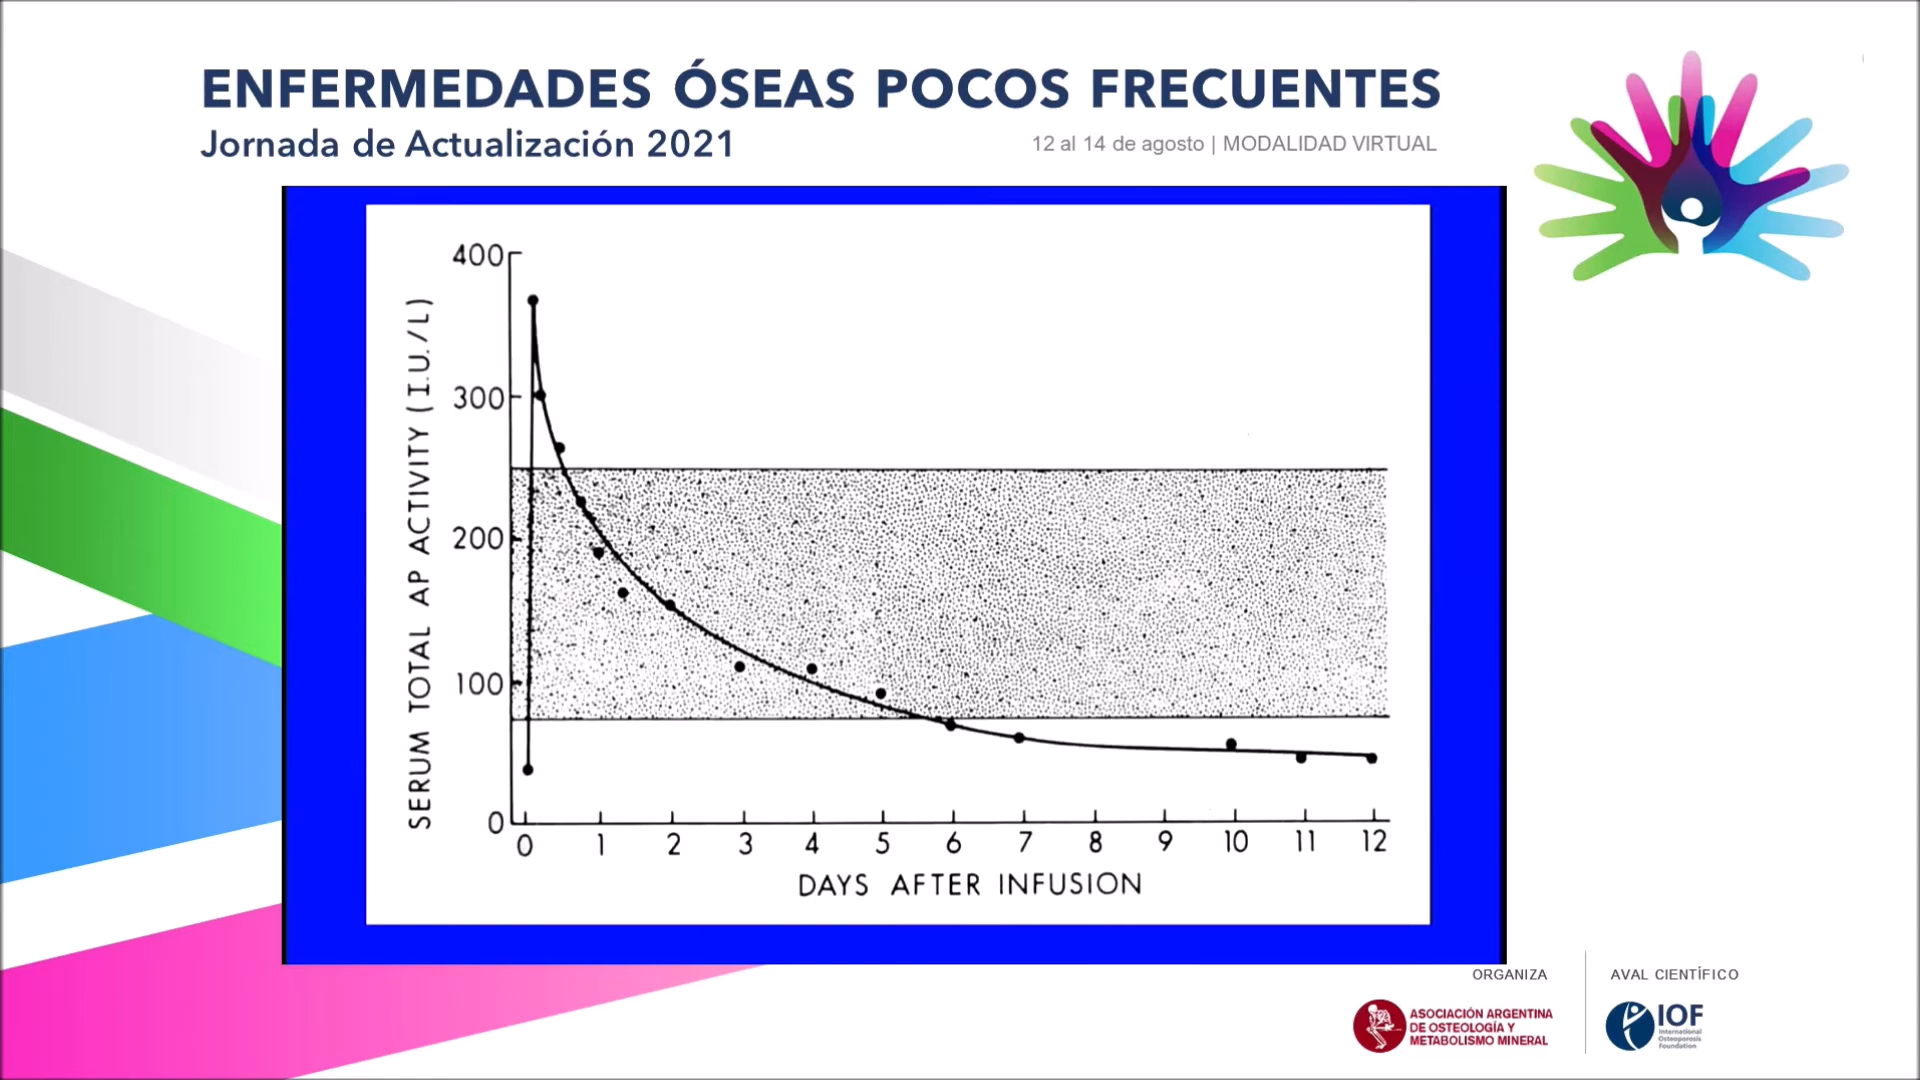 ENFERMEDADES ÓSEAS POCOS FRECUENTES
Jornada de Actualización 2021
12 al 14 de agosto | MODALIDAD VIRTUAL
SERUM TOTAL AP ACTIVITY (I.U./L)
400
300
200
100
0
0 1 2 3 4 5 6 7 8 9 10 11 12
DAYS AFTER INFUSION
ORGANIZA
AVAL CIENTÍFICO
ASOCIACIÓN ARGENTINA
DE OSTEOLOGÍA Y
METABOLISMO MINERAL
IOF
International
Osteoporosis
Foundation